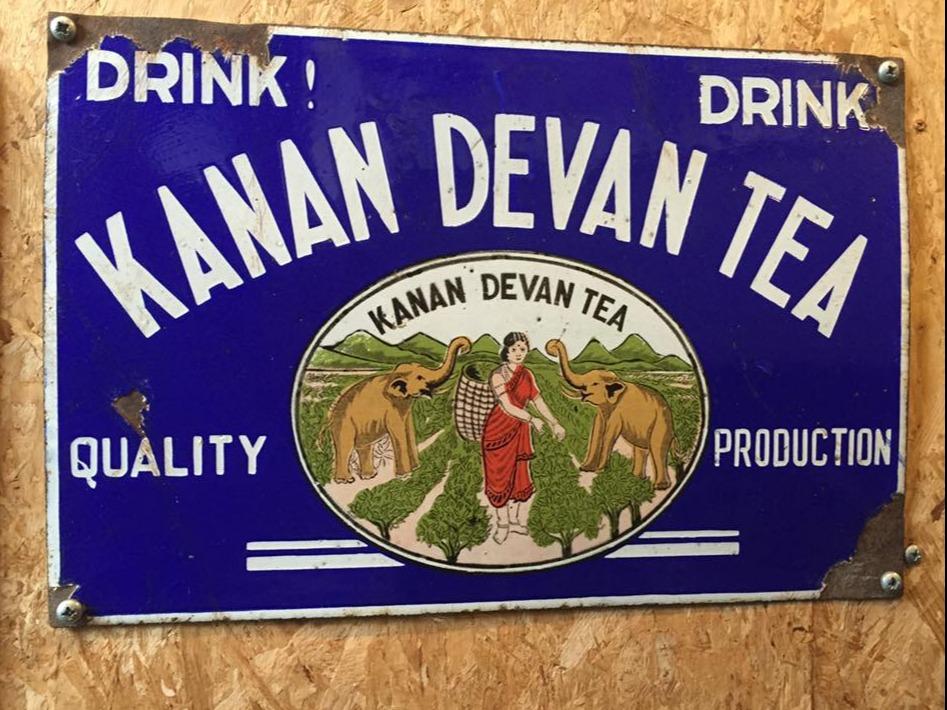 DRINK! DRINK
KANAN DEVAN TEA
KANAN DEVAN TEA
QUALITY PRODUCTION